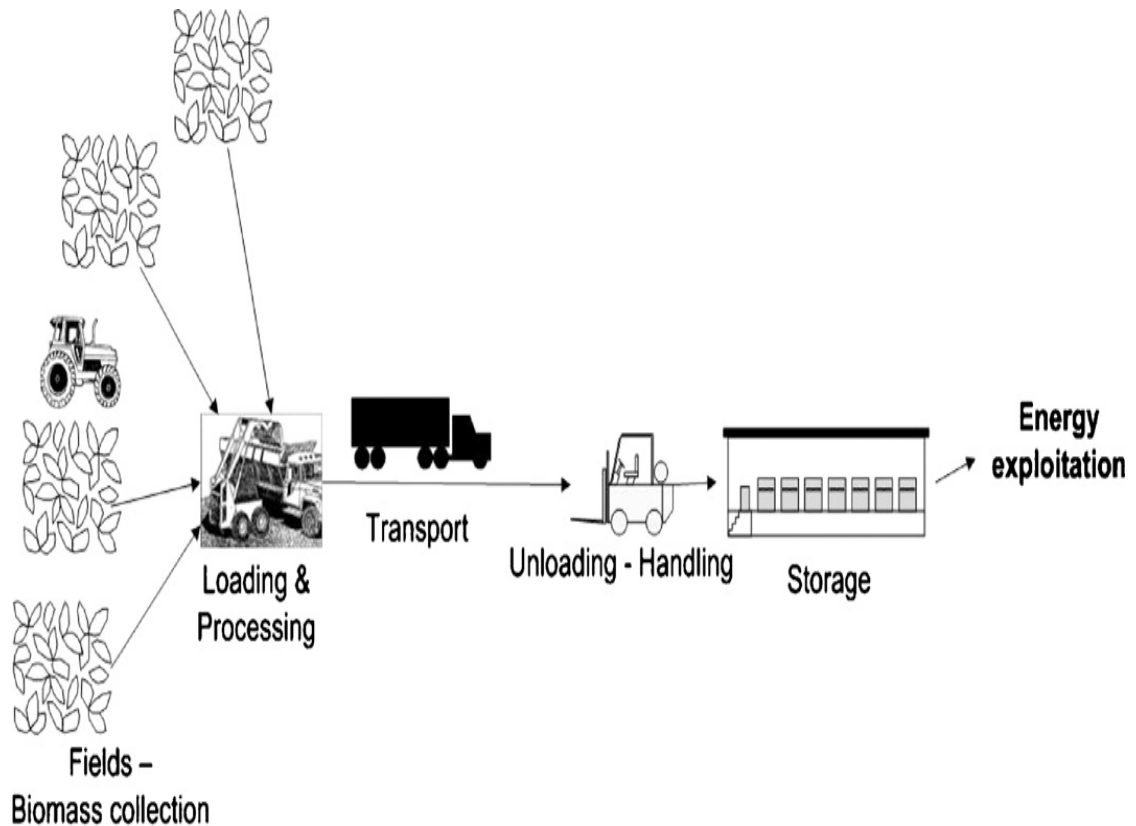 Fields –
Biomass collection
Loading &
Processing
Transport
Unloading - Handling
Storage
Energy
exploitation